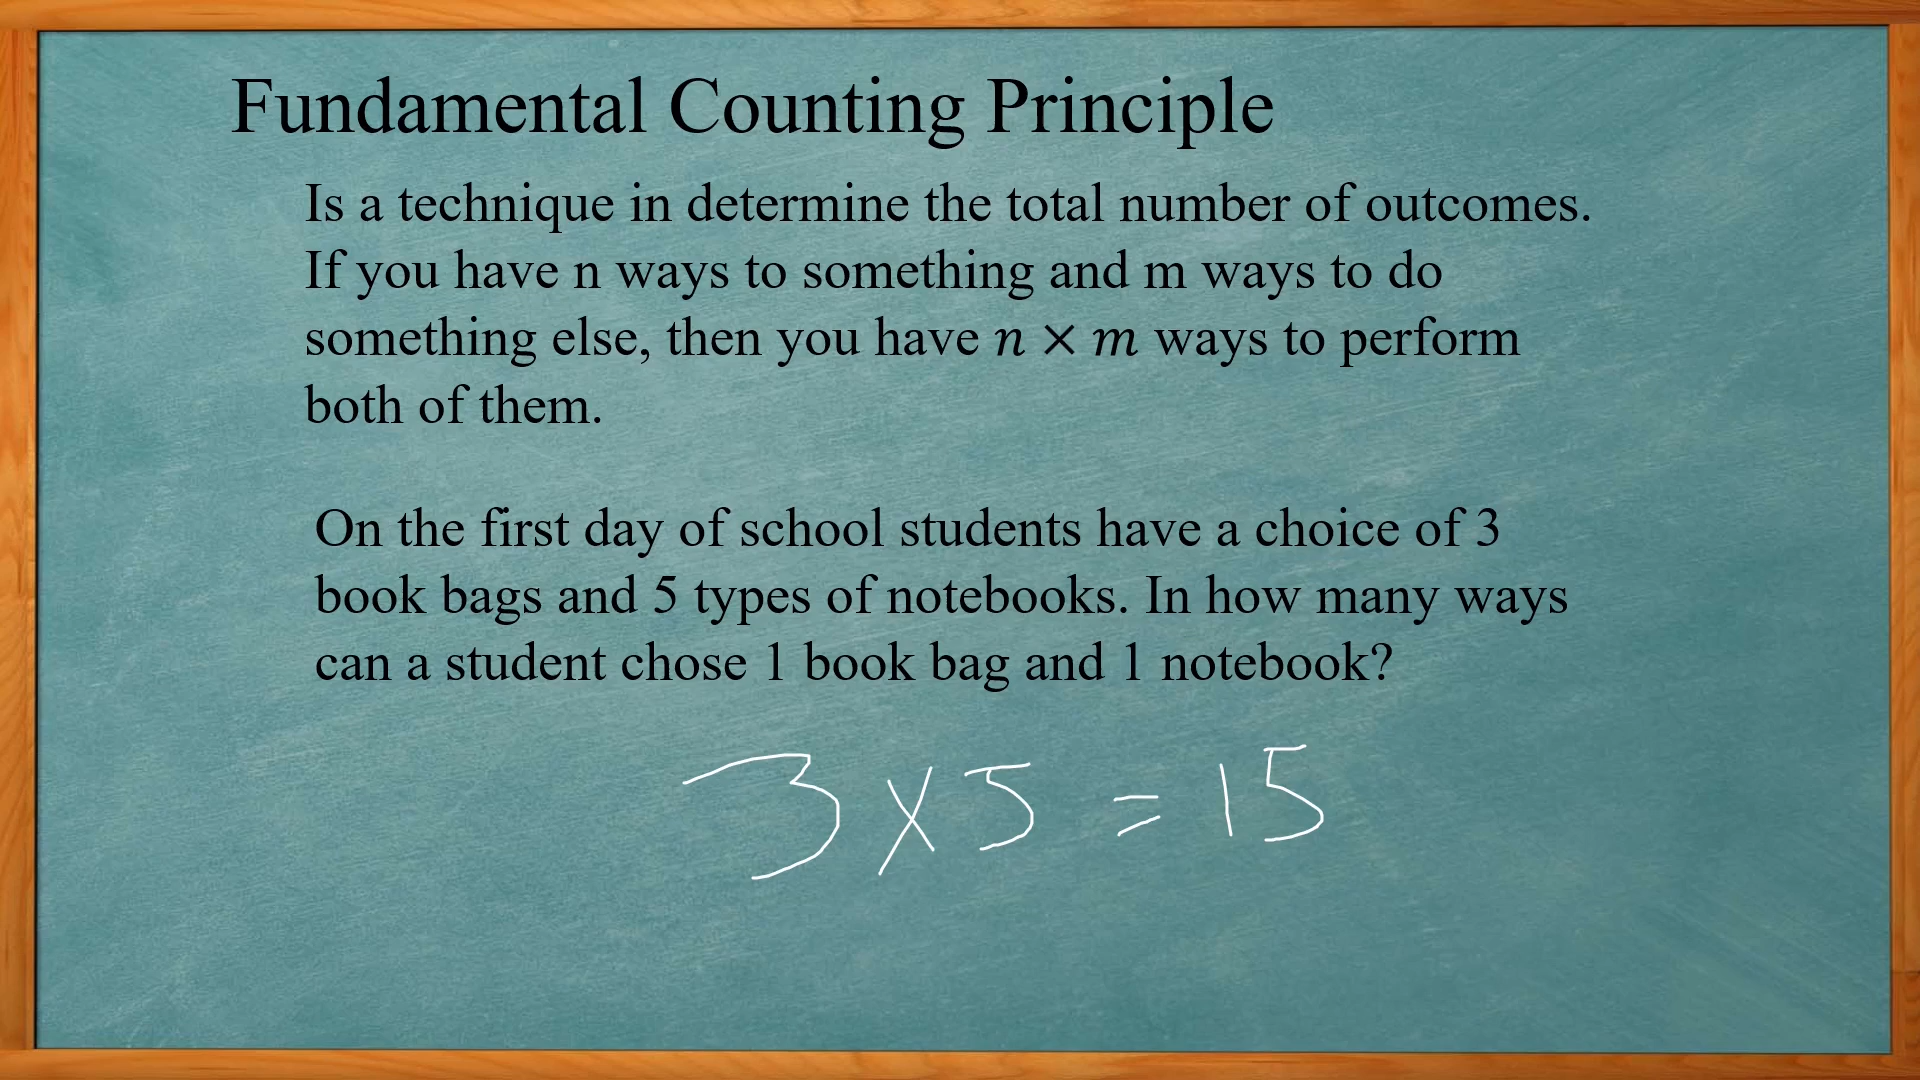 Fundamental Counting Principle
Is a technique in determine the total number of outcomes.
If you have n ways to something and m ways to do
something else, then you have 𝑛 × 𝑚 ways to perform
both of them.
On the first day of school students have a choice of 3
book bags and 5 types of notebooks. In how many ways
can a student chose 1 book bag and 1 notebook?
3 x 5 = 15